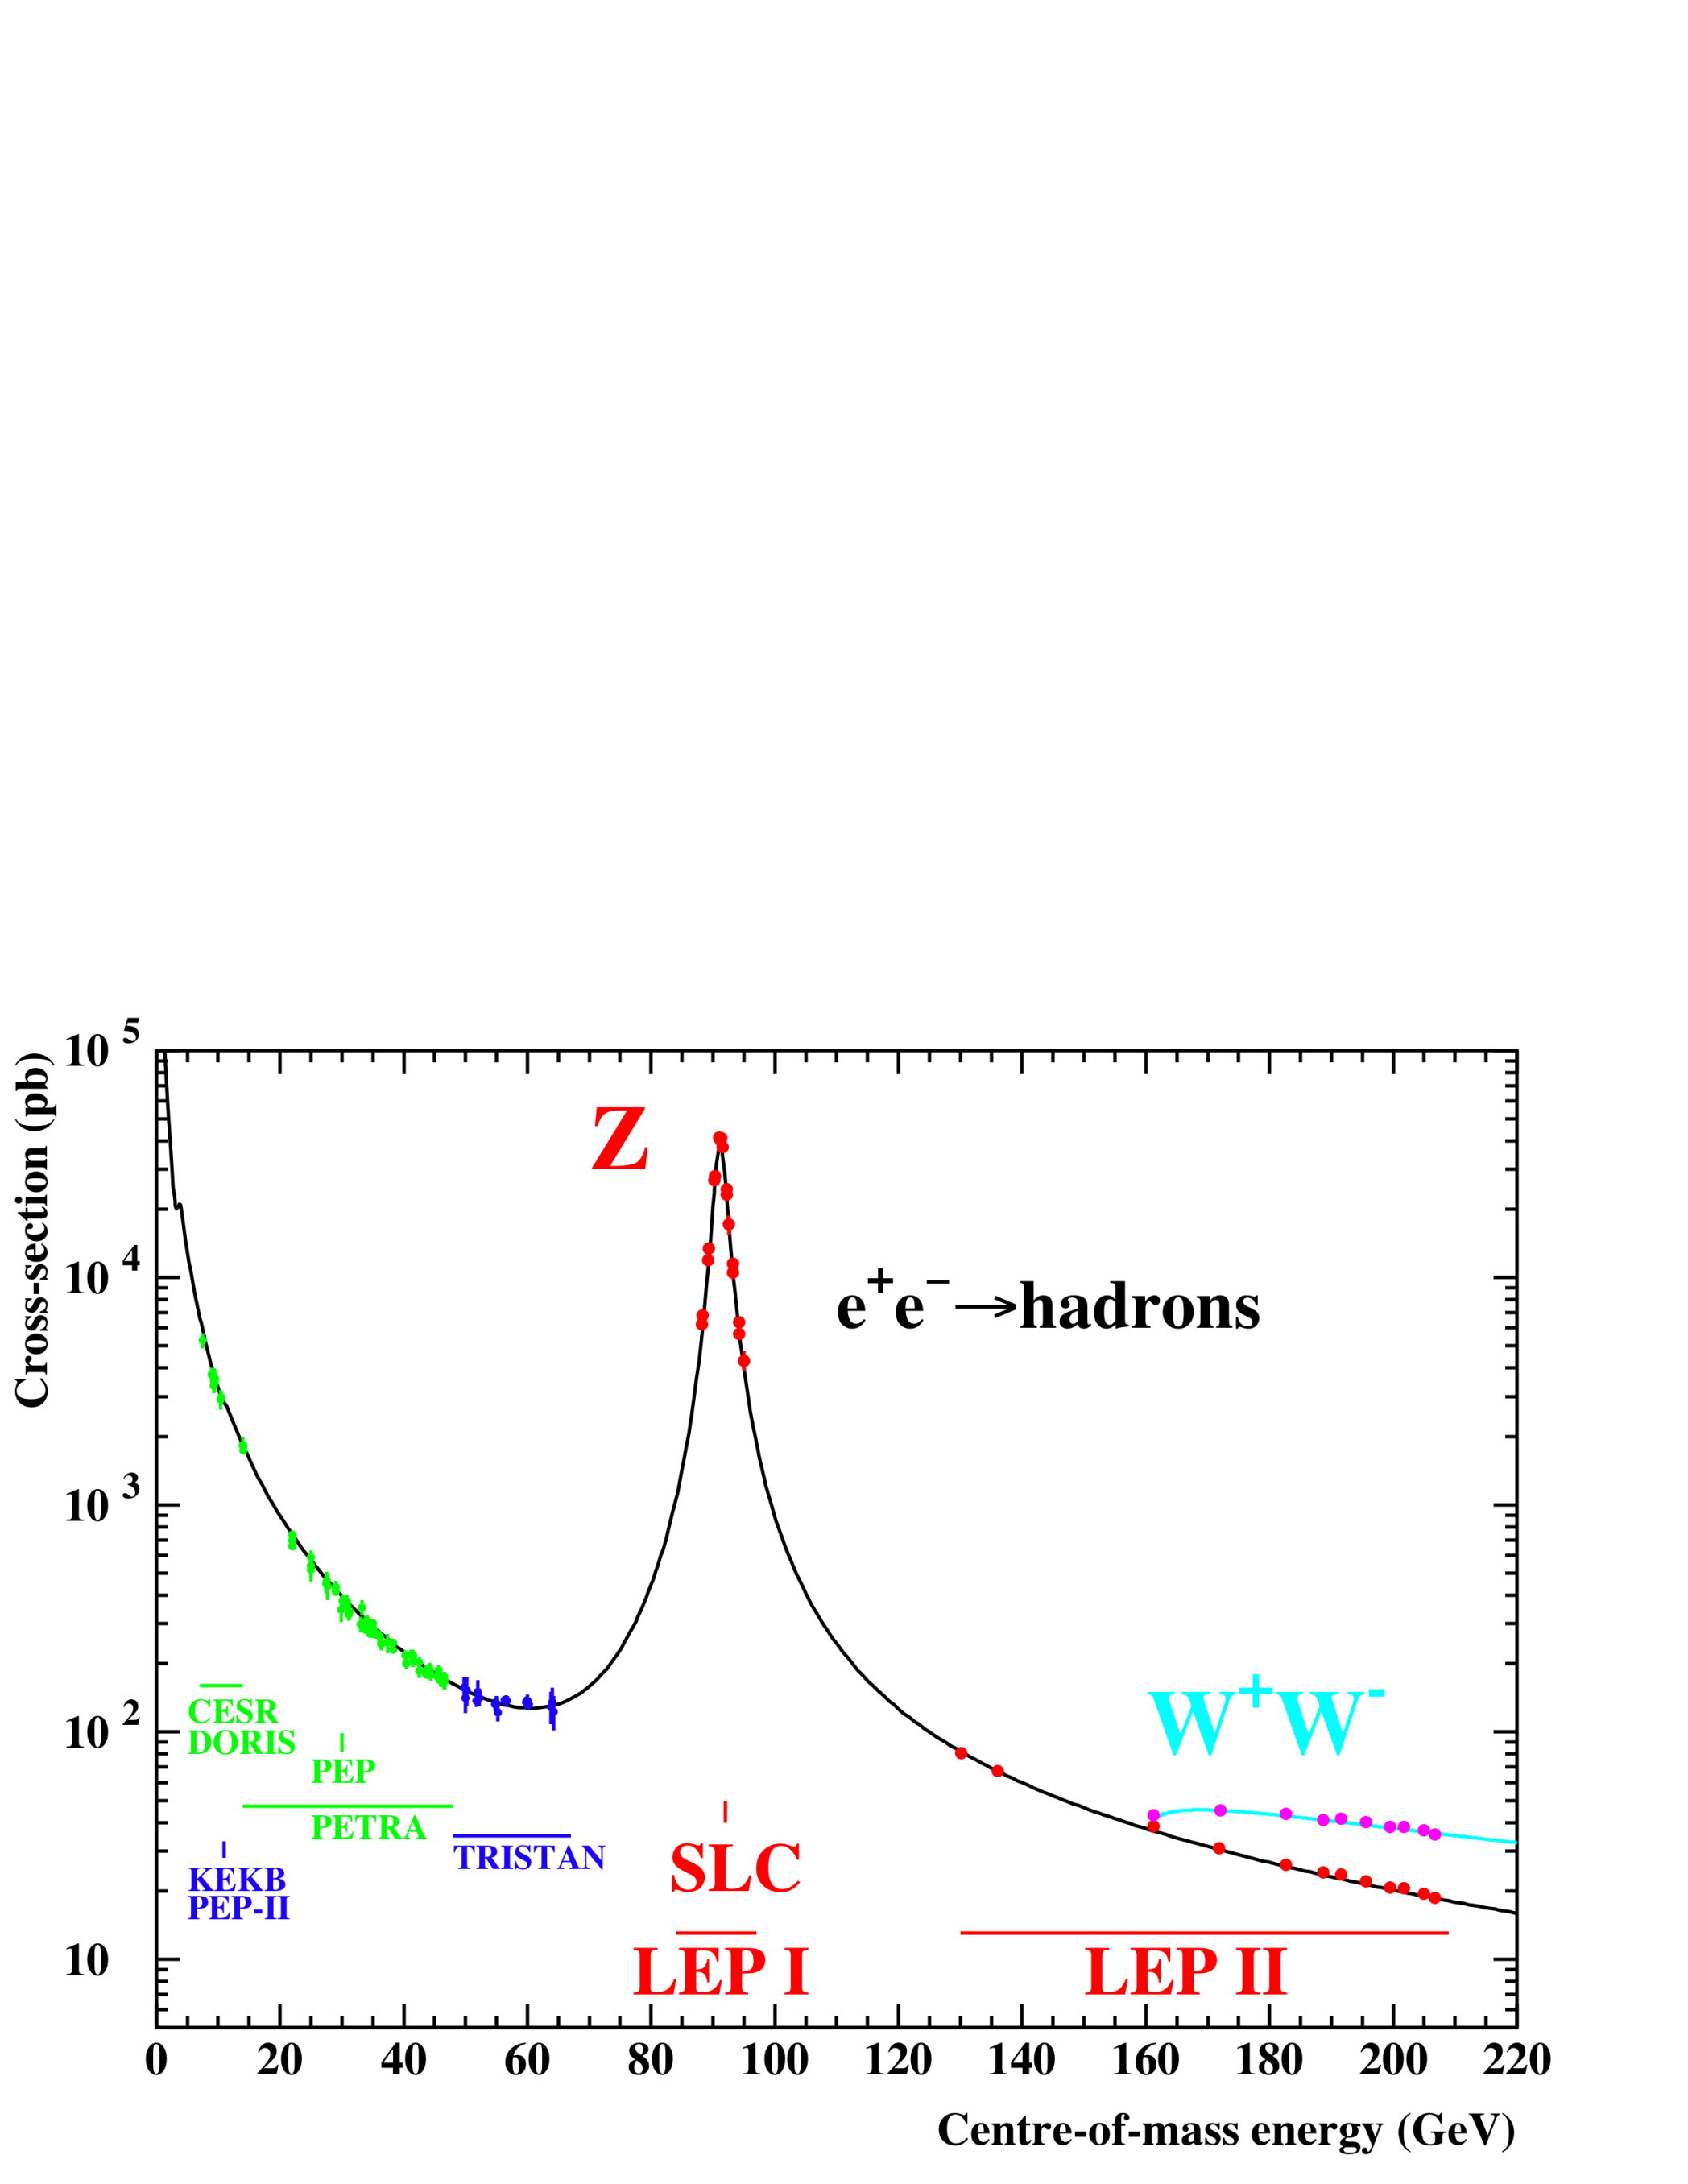 Cross-section (pb)
10^5
10^4
10^3
10^2
10
Z
e^+e^-→hadrons
CESR
DORIS
PEP
PETRA
KEKB
PEP-II
TRISTAN
SLC
LEP I
W^+W^-
LEP II
0 20 40 60 80 100 120 140 160 180 200 220
Centre-of-mass energy (GeV)